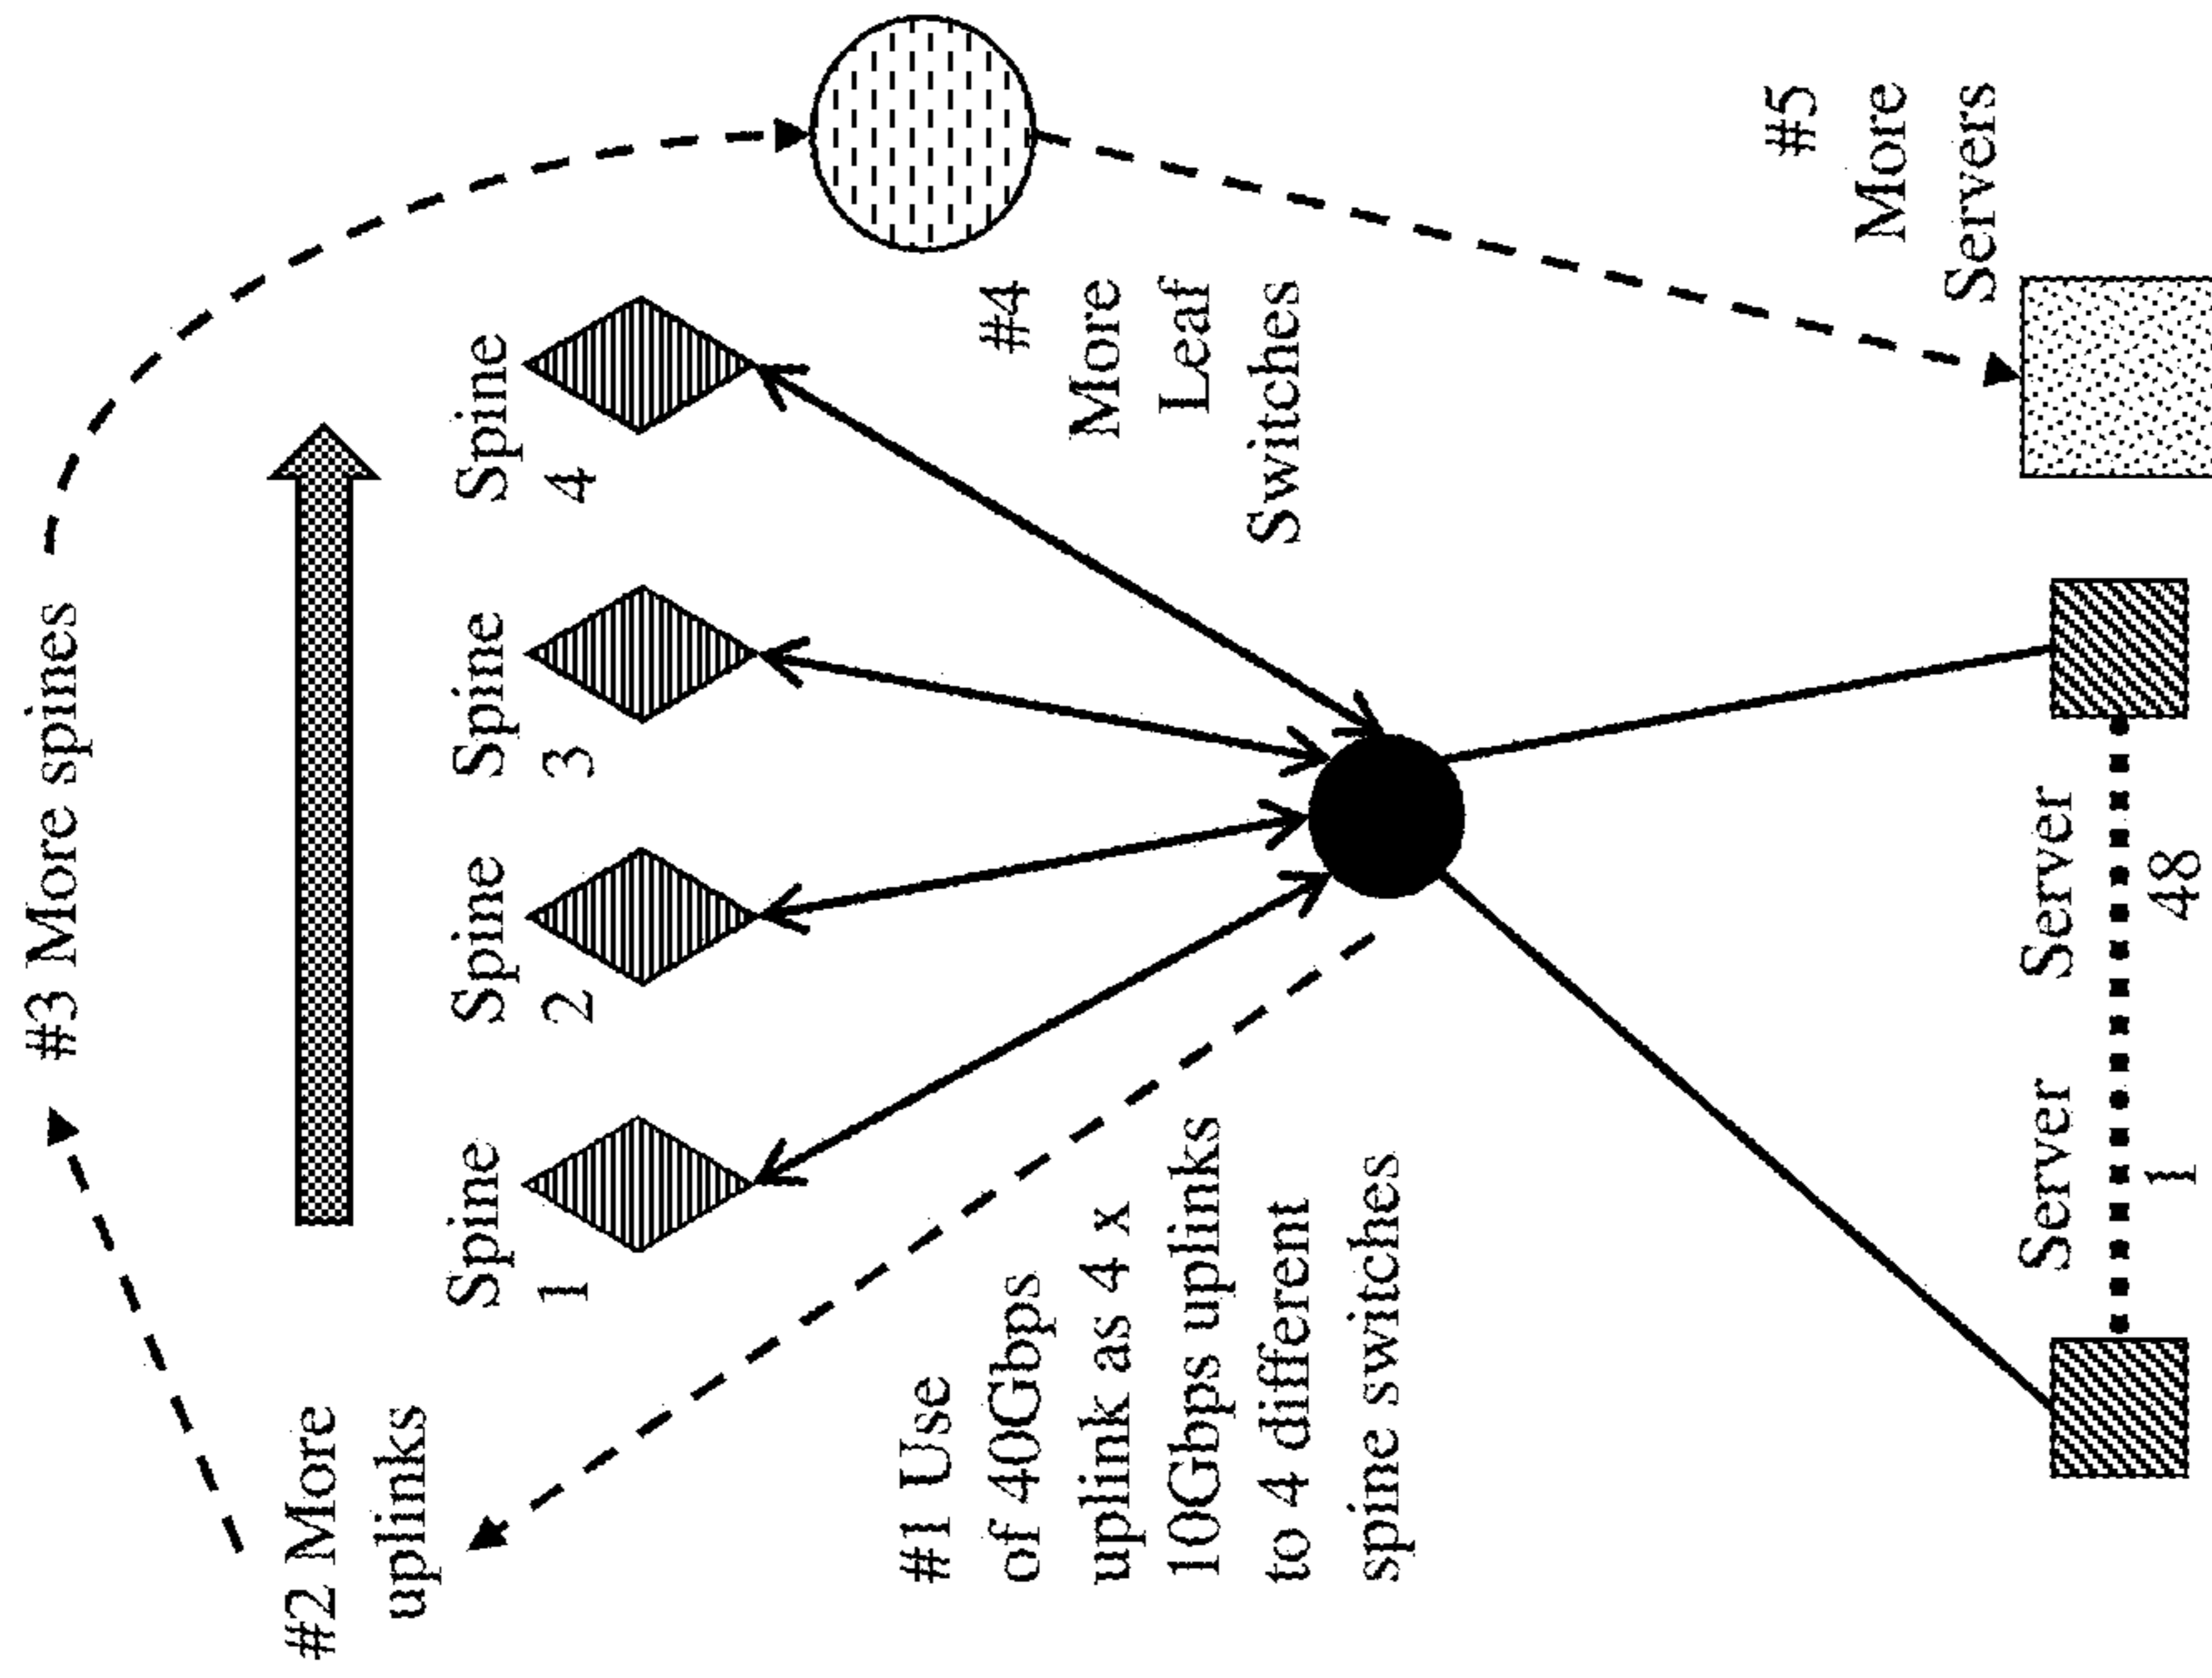 #3 More spines
#2 More
uplinks
Spine
1
Spine
2
Spine
3
Spine
4
#1 Use
of 40Gbps
uplink as 4 x
10Gbps uplinks
to 4 different
spine switches
#4
More
Leaf
Switches
#5
More
Servers
Server
1
Server
48